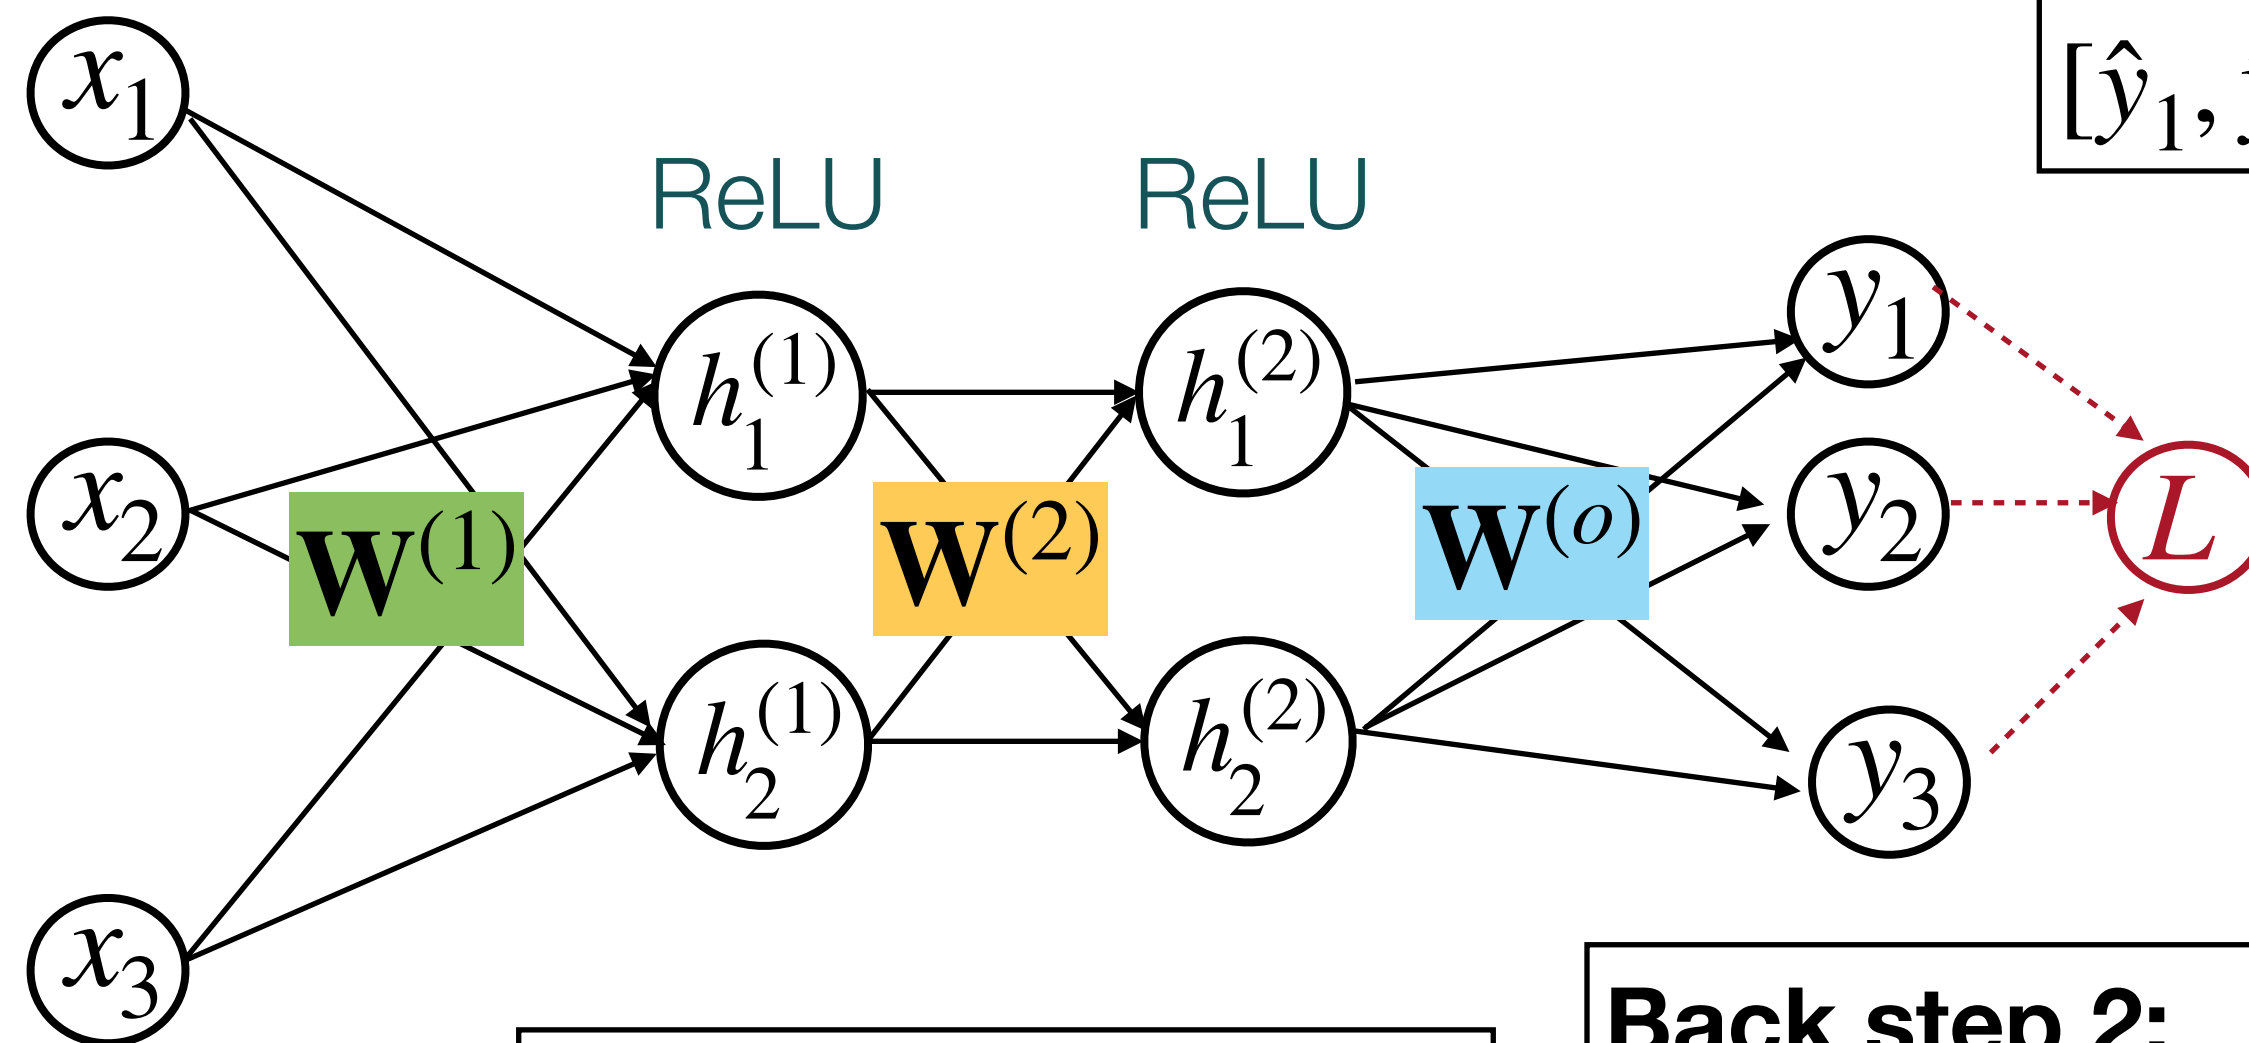 x₁
[ŷ₁,
ReLU ReLU
y₁
h₁⁽¹⁾ h₁⁽²⁾
x₂ W⁽¹⁾ W⁽²⁾ W⁽ᵒ⁾ y₂ L
h₂⁽¹⁾ h₂⁽²⁾ y₃
x₃
Back step 2: